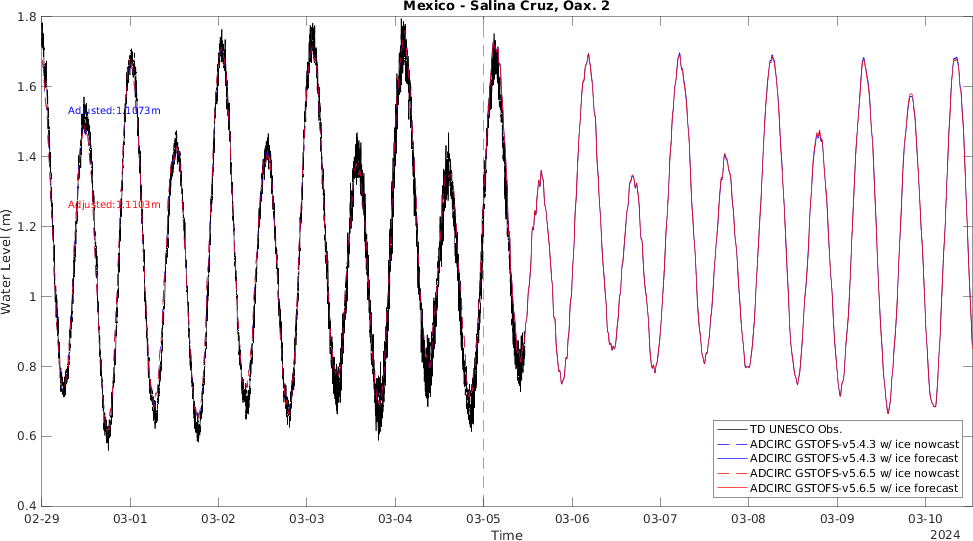 Mexico - Salina Cruz, Oax. 2
1.8
1.6
1.4
1.2
1
0.8
0.6
0.4
Water Level (m)
Adjusted:1.1073m
Adjusted:1.1103m
TD UNESCO Obs.
ADCIRC GSTOFS-v5.4.3 w/ ice nowcast
ADCIRC GSTOFS-v5.4.3 w/ ice forecast
ADCIRC GSTOFS-v5.6.5 w/ ice nowcast
ADCIRC GSTOFS-v5.6.5 w/ ice forecast
02-29 03-01 03-02 03-03 03-04 03-05 03-06 03-07 03-08 03-09 03-10
Time
2024